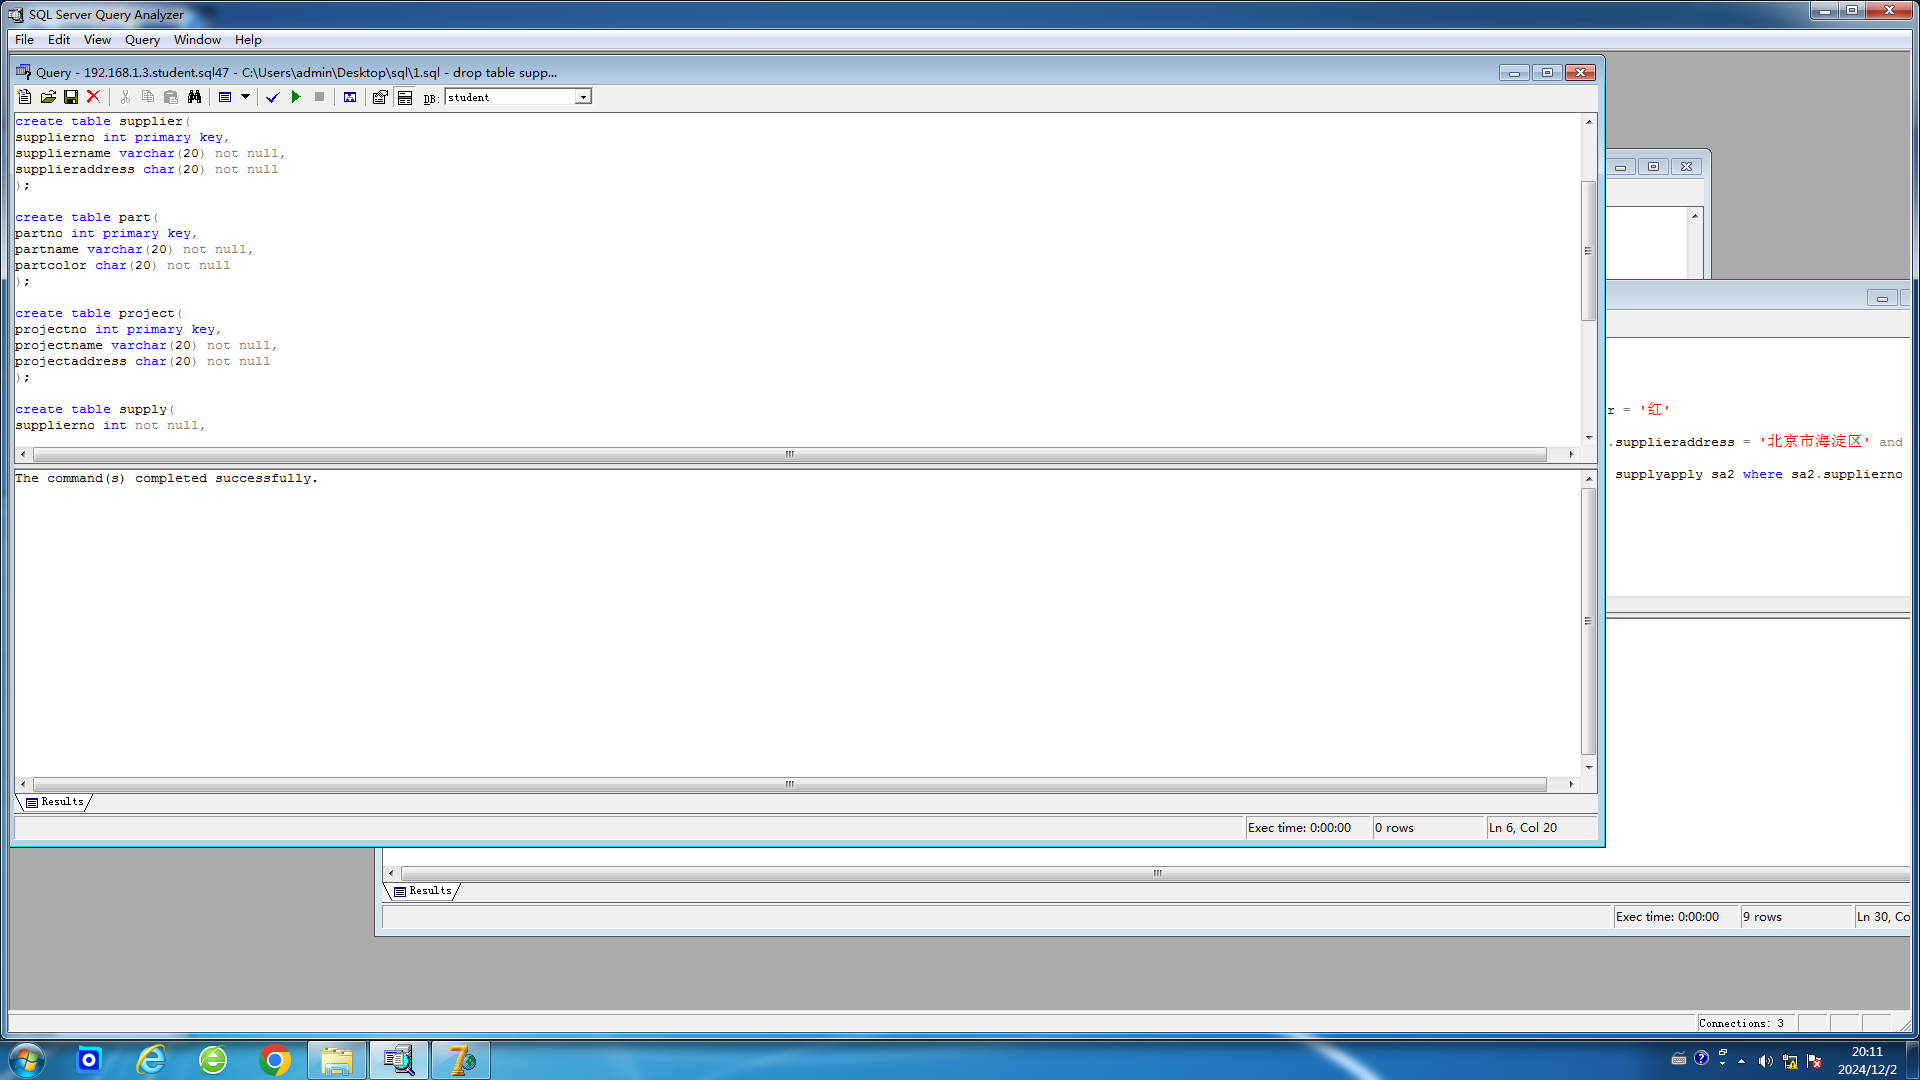 SQL Server Query Analyzer
File Edit View Query Window Help
Query - 192.168.1.3.student.sql47 - C:\Users\admin\Desktop\sql\1.sql - drop table supp...
DB: student
create table supplier(
supplierno int primary key,
suppliername varchar(20) not null,
supplieraddress char(20) not null
);
create table part(
partno int primary key,
partname varchar(20) not null,
partcolor char(20) not null
);
create table project(
projectno int primary key,
projectname varchar(20) not null,
projectaddress char(20) not null
);
create table supply(
supplierno int not null,
r = '红'
.supplieraddress = '北京市海淀区' and
supplyapply sa2 where sa2.supplierno
The command(s) completed successfully.
Results
Exec time: 0:00:00 0 rows Ln 6, Col 20
Results
Exec time: 0:00:00 9 rows Ln 30, Co
Connections: 3
20:11
2024/12/2